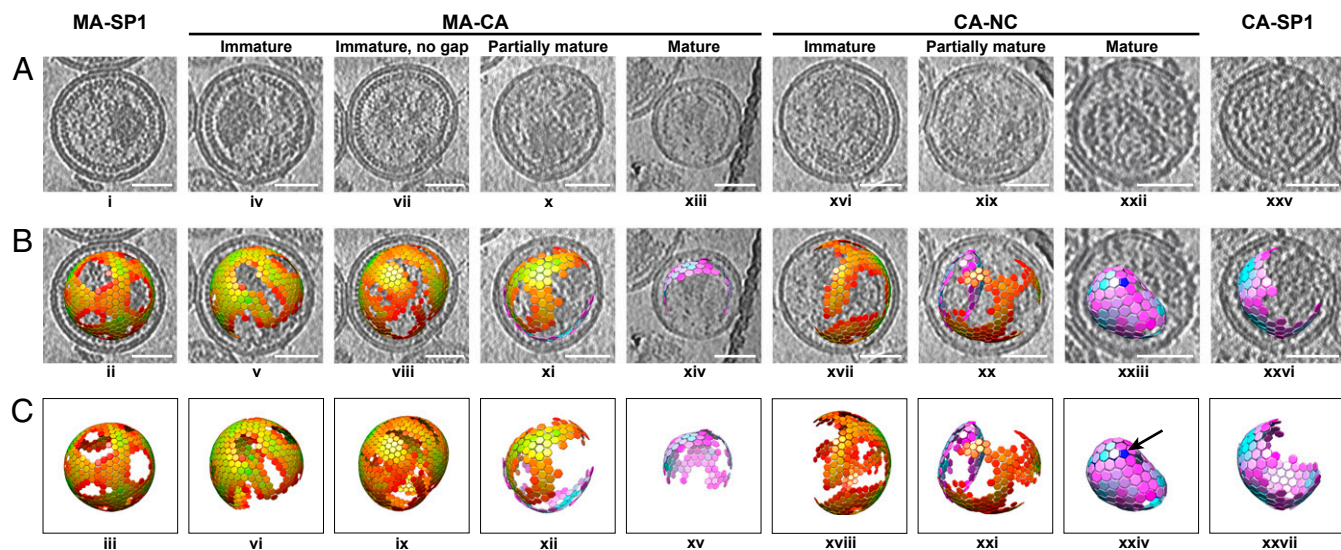 MA-SP1 MA-CA CA-NC CA-SP1
Immature Immature, no gap Partially mature Mature Immature Partially mature Mature
A
i iv vii x xiii xvi xix xxii xxv
B
ii v viii xi xiv xvii xx xxiii xxvi
C
iii vi ix xii xv xviii xxi xxiv xxvii